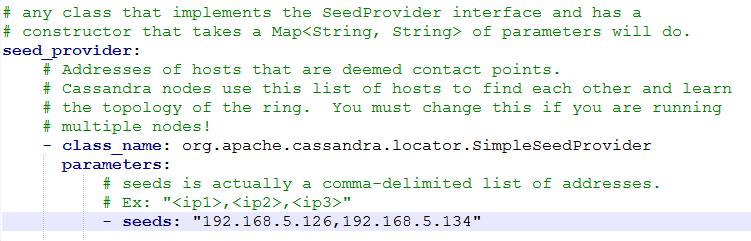 # any class that implements the SeedProvider interface and has a
# constructor that takes a Map<String, String> of parameters will do.
seed_provider:
    # Addresses of hosts that are deemed contact points.
    # Cassandra nodes use this list of hosts to find each other and learn
    # the topology of the ring.  You must change this if you are running
    # multiple nodes!
    - class_name: org.apache.cassandra.locator.SimpleSeedProvider
      parameters:
          # seeds is actually a comma-delimited list of addresses.
          # Ex: "<ip1>,<ip2>,<ip3>"
          - seeds: "192.168.5.126,192.168.5.134"